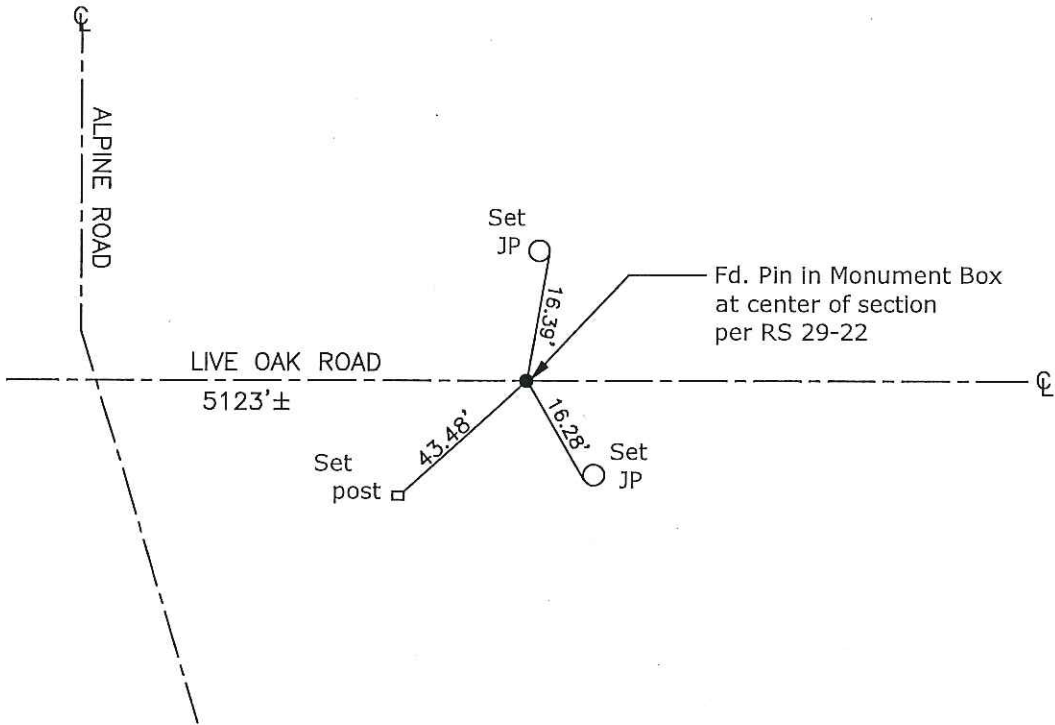 ℄
ALPINE ROAD
Set
JP
16.39'
Fd. Pin in Monument Box
at center of section
per RS 29-22
LIVE OAK ROAD
5123'±
℄
43.48'
16.28'
Set
post
Set
JP